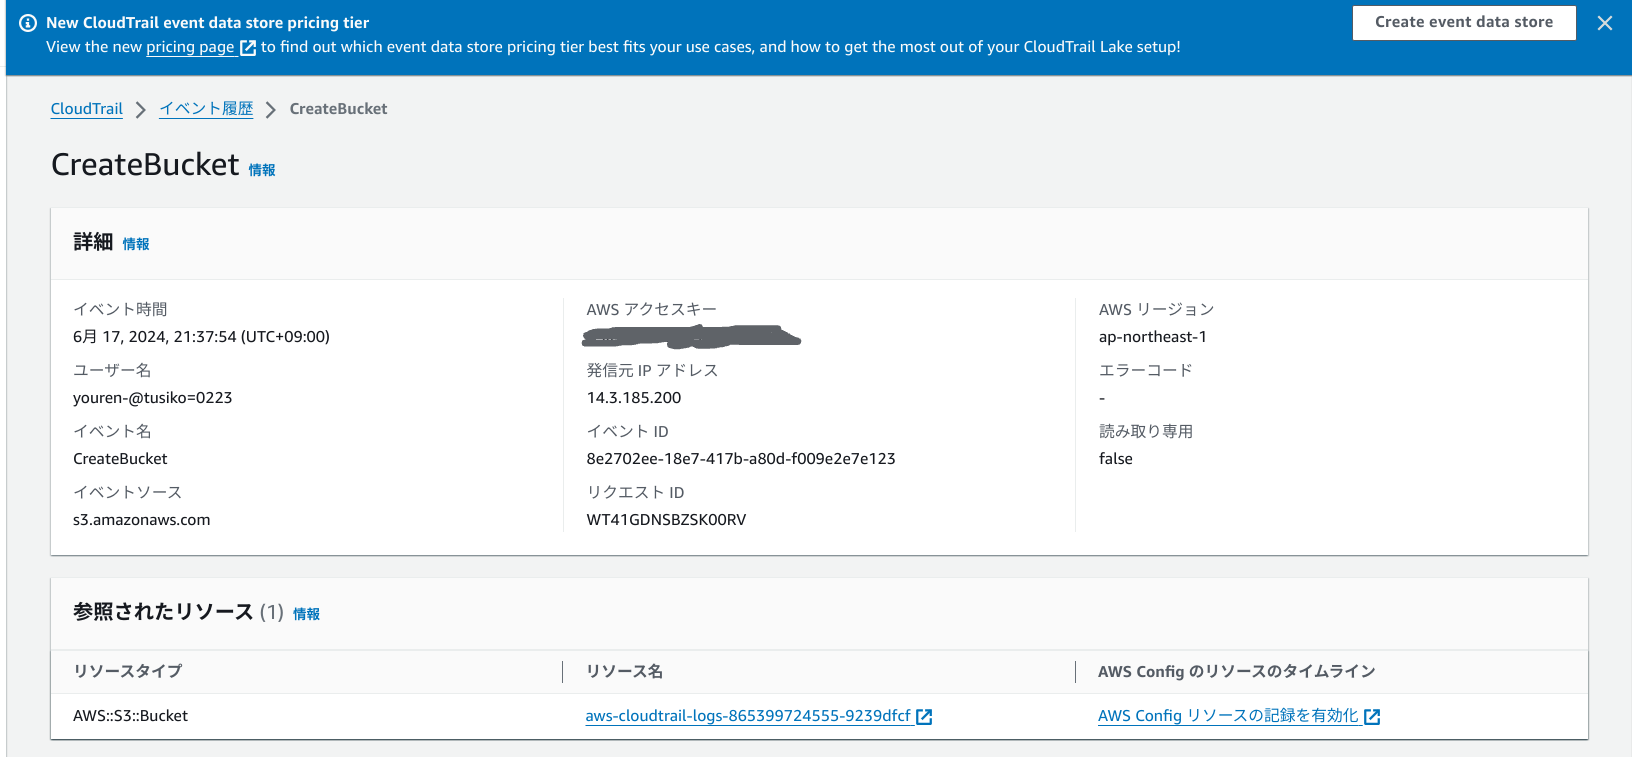 New CloudTrail event data store pricing tier
View the new pricing page to find out which event data store pricing tier best fits your use cases, and how to get the most out of your CloudTrail Lake setup!
Create event data store
CloudTrail > イベント履歴 > CreateBucket
CreateBucket 情報
詳細 情報
イベント時間
6月 17, 2024, 21:37:54 (UTC+09:00)
ユーザー名
youren-@tusiko=0223
イベント名
CreateBucket
イベントソース
s3.amazonaws.com
AWS アクセスキー
発信元 IP アドレス
14.3.185.200
イベント ID
8e2702ee-18e7-417b-a80d-f009e2e7e123
リクエスト ID
WT41GDNSBZSK00RV
AWS リージョン
ap-northeast-1
エラーコード
-
読み取り専用
false
参照されたリソース (1) 情報
リソースタイプ リソース名 AWS Config のリソースのタイムライン
AWS::S3::Bucket aws-cloudtrail-logs-865399724555-9239dfcf AWS Config リソースの記録を有効化